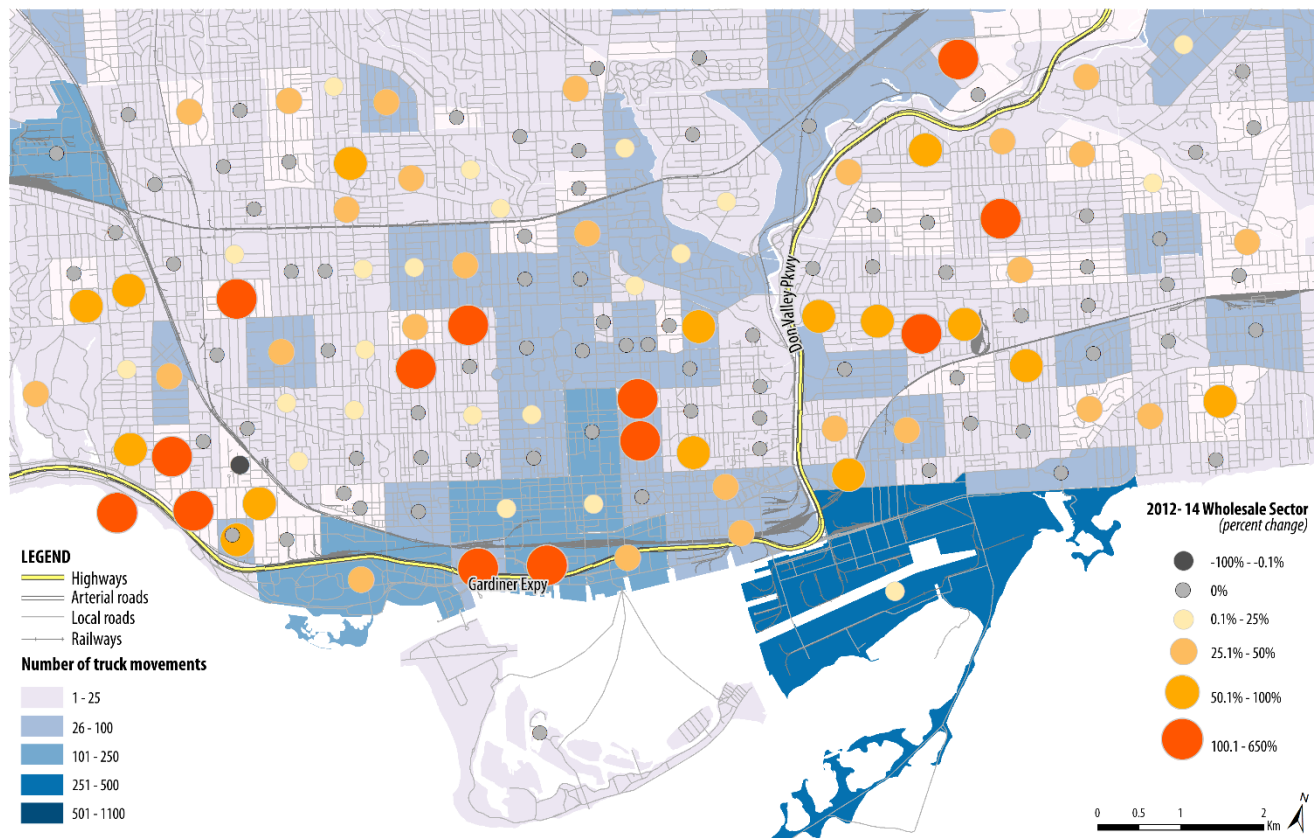 Don Valley Pkwy
Gardiner Expy
LEGEND
Highways
Arterial roads
Local roads
Railways
Number of truck movements
1 - 25
26 - 100
101 - 250
251 - 500
501 - 1100
2012- 14 Wholesale Sector
(percent change)
-100% - -0.1%
0%
0.1% - 25%
25.1% - 50%
50.1% - 100%
100.1 - 650%
0 0.5 1 2
Km
N